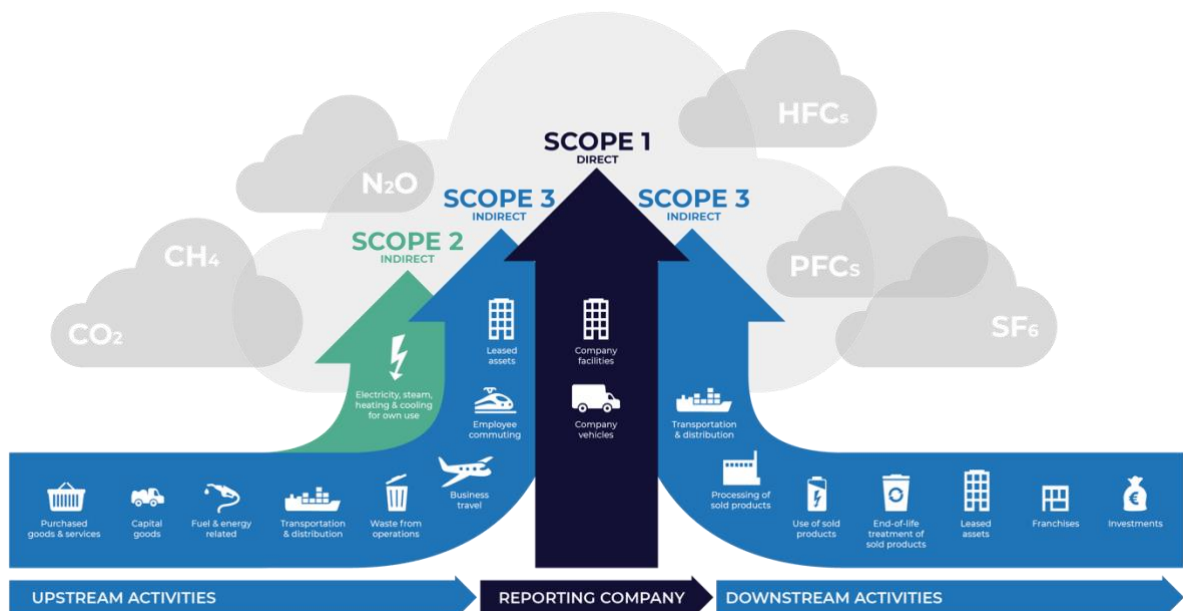 HFCs
SCOPE 1
DIRECT
N₂O
SCOPE 3
INDIRECT
SCOPE 3
INDIRECT
CH₄
SCOPE 2
INDIRECT
PFCs
CO₂
SF₆
Leased
assets
Company
facilities
Electricity, steam,
heating & cooling
for own use
Employee
commuting
Company
vehicles
Transportation
& distribution
Purchased
goods & services
Capital
goods
Fuel & energy
related
Transportation
& distribution
Waste from
operations
Business
travel
Processing of
sold products
Use of sold
products
End-of-life
treatment of
sold products
Leased
assets
Franchises
€
Investments
UPSTREAM ACTIVITIES
REPORTING COMPANY
DOWNSTREAM ACTIVITIES